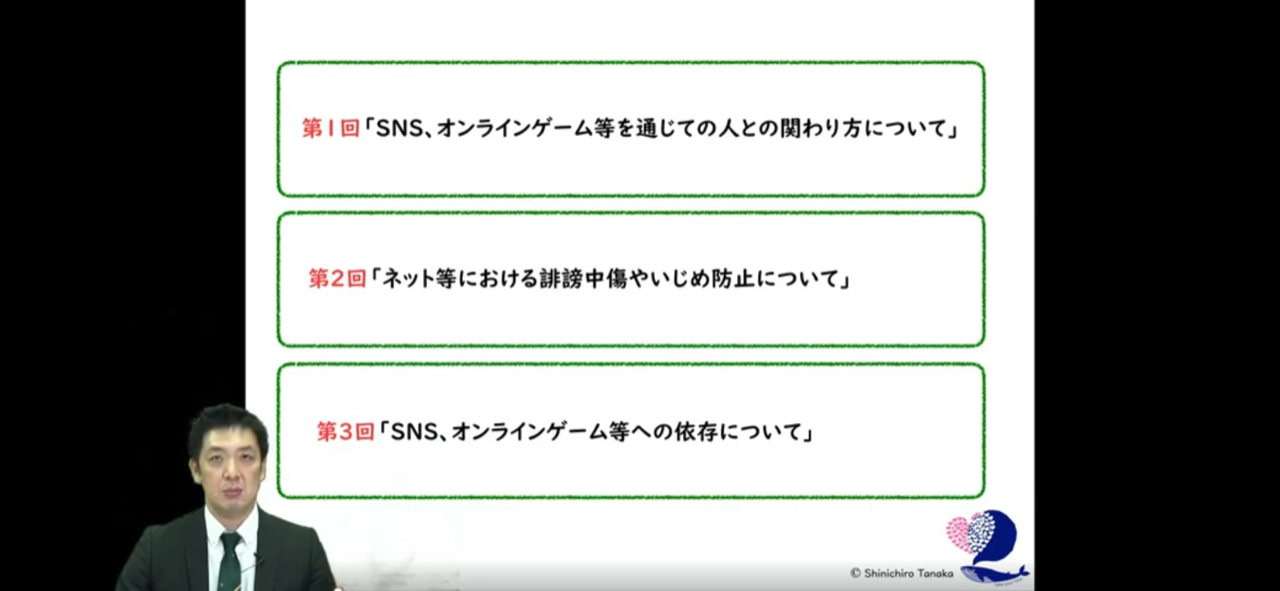 第1回「SNS、オンラインゲーム等を通じての人との関わり方について」
第2回「ネット等における誹謗中傷やいじめ防止について」
第3回「SNS、オンラインゲーム等への依存について」
© Shinichiro Tanaka